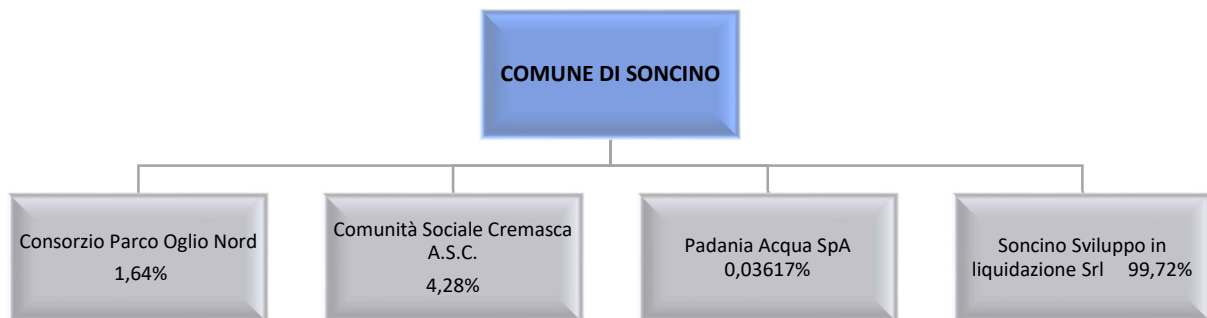 COMUNE DI SONCINO
Consorzio Parco Oglio Nord
1,64%
Comunità Sociale Cremasca
A.S.C.
4,28%
Padania Acqua SpA
0,03617%
Soncino Sviluppo in
liquidazione Srl 99,72%